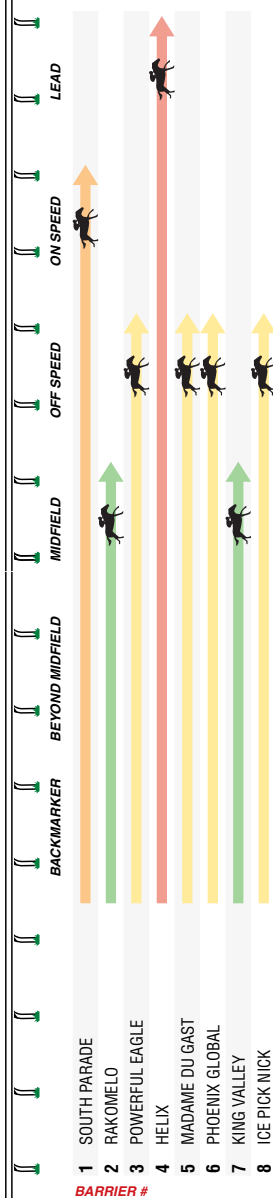 BACKMARKER
BEYOND MIDFIELD
MIDFIELD
OFF SPEED
ON SPEED
LEAD
1 SOUTH PARADE
2 RAKOMELO
3 POWERFUL EAGLE
4 HELIX
5 MADAME DU GAST
6 PHOENIX GLOBAL
7 KING VALLEY
8 ICE PICK NICK
BARRIER #